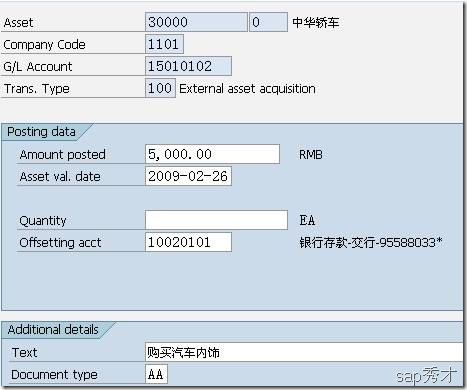 Asset 30000 0 中华轿车
Company Code 1101
G/L Account 15010102
Trans. Type 100 External asset acquisition
Posting data
Amount posted 5,000.00 RMB
Asset val. date 2009-02-26
Quantity EA
Offsetting acct 10020101 银行存款-交行-95588033*
Additional details
Text 购买汽车内饰
Document type AA
sap秀才